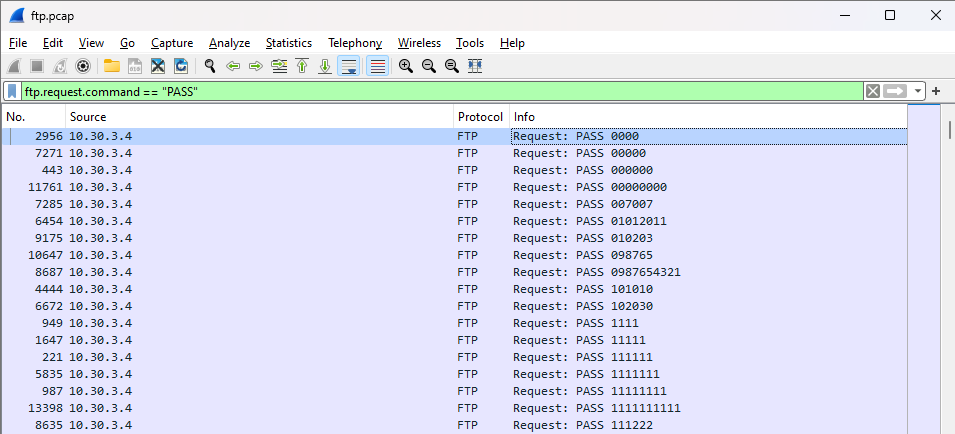 ftp.pcap
File Edit View Go Capture Analyze Statistics Telephony Wireless Tools Help
ftp.request.command == "PASS"
No. Source Protocol Info
2956 10.30.3.4 FTP Request: PASS 0000
7271 10.30.3.4 FTP Request: PASS 00000
443 10.30.3.4 FTP Request: PASS 000000
11761 10.30.3.4 FTP Request: PASS 00000000
7285 10.30.3.4 FTP Request: PASS 007007
6454 10.30.3.4 FTP Request: PASS 01012011
9175 10.30.3.4 FTP Request: PASS 010203
10647 10.30.3.4 FTP Request: PASS 098765
8687 10.30.3.4 FTP Request: PASS 0987654321
4444 10.30.3.4 FTP Request: PASS 101010
6672 10.30.3.4 FTP Request: PASS 102030
949 10.30.3.4 FTP Request: PASS 1111
1647 10.30.3.4 FTP Request: PASS 11111
221 10.30.3.4 FTP Request: PASS 111111
5835 10.30.3.4 FTP Request: PASS 1111111
987 10.30.3.4 FTP Request: PASS 11111111
13398 10.30.3.4 FTP Request: PASS 1111111111
8635 10.30.3.4 FTP Request: PASS 111222